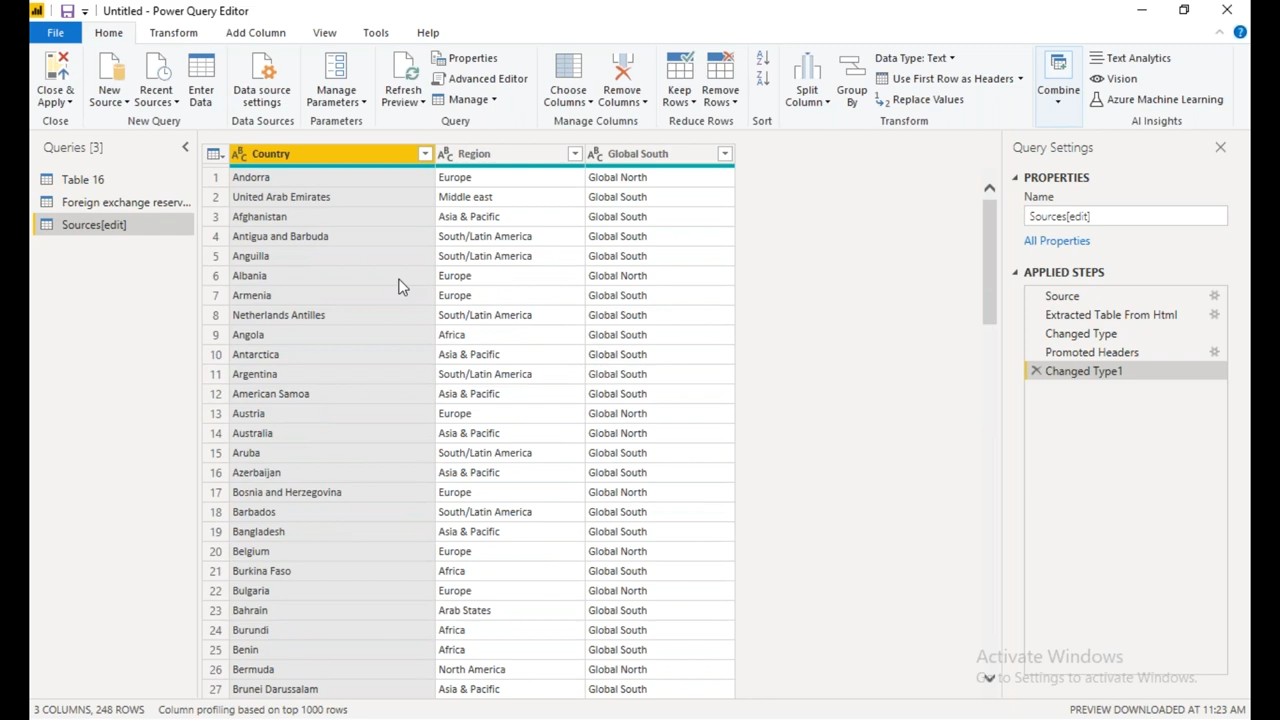 Untitled - Power Query Editor
File Home Transform Add Column View Tools Help
Close & Apply
Close
New Source
Recent Sources
Enter Data
New Query
Data source settings
Data Sources
Manage Parameters
Parameters
Refresh Preview
Properties
Advanced Editor
Manage
Query
Choose Columns
Remove Columns
Manage Columns
Keep Rows
Remove Rows
Reduce Rows
Sort
Split Column
Group By
Data Type: Text
Use First Row as Headers
Replace Values
Transform
Combine
Text Analytics
Vision
Azure Machine Learning
AI Insights
Queries [3]
Table 16
Foreign exchange reserv...
Sources[edit]
Country Region Global South
1 Andorra Europe Global North
2 United Arab Emirates Middle east Global South
3 Afghanistan Asia & Pacific Global South
4 Antigua and Barbuda South/Latin America Global South
5 Anguilla South/Latin America Global South
6 Albania Europe Global North
7 Armenia Europe Global South
8 Netherlands Antilles South/Latin America Global South
9 Angola Africa Global South
10 Antarctica Asia & Pacific Global South
11 Argentina South/Latin America Global South
12 American Samoa Asia & Pacific Global South
13 Austria Europe Global North
14 Australia Asia & Pacific Global North
15 Aruba South/Latin America Global South
16 Azerbaijan Asia & Pacific Global South
17 Bosnia and Herzegovina Europe Global North
18 Barbados South/Latin America Global South
19 Bangladesh Asia & Pacific Global South
20 Belgium Europe Global North
21 Burkina Faso Africa Global South
22 Bulgaria Europe Global North
23 Bahrain Arab States Global South
24 Burundi Africa Global South
25 Benin Africa Global South
26 Bermuda North America Global North
27 Brunei Darussalam Asia & Pacific Global South
Query Settings
PROPERTIES
Name
Sources[edit]
All Properties
APPLIED STEPS
Source
Extracted Table From Html
Changed Type
Promoted Headers
Changed Type1
Activate Windows
Go to Settings to activate Windows.
3 COLUMNS, 248 ROWS Column profiling based on top 1000 rows
PREVIEW DOWNLOADED AT 11:23 AM